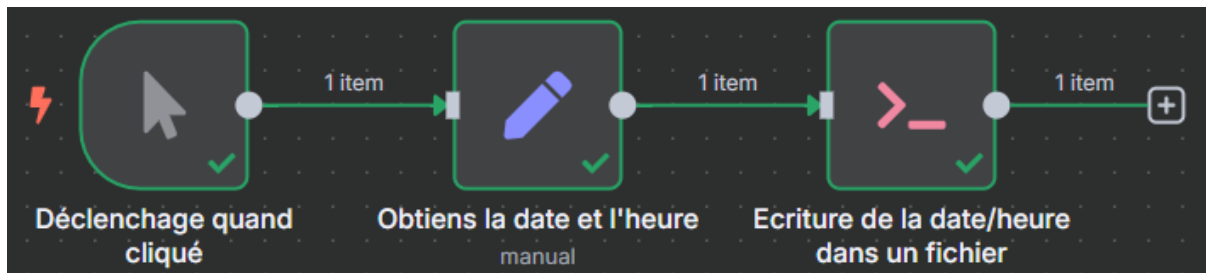 1 item
1 item
1 item
Déclenchage quand
cliqué
Obtiens la date et l'heure
manual
Ecriture de la date/heure
dans un fichier